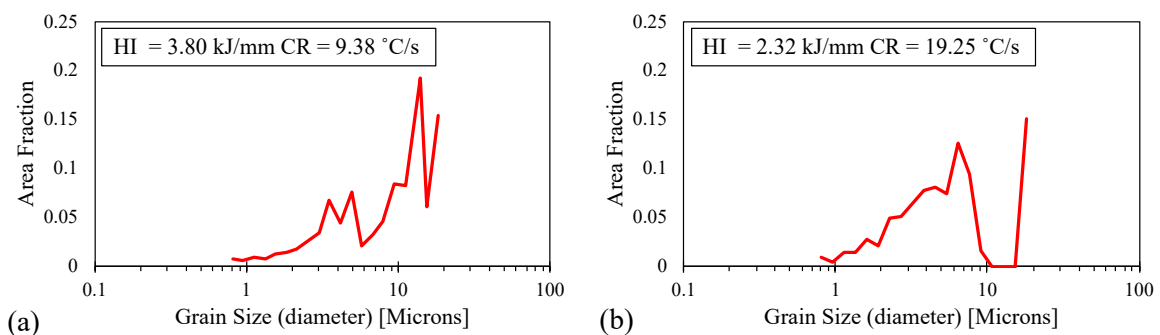 HI = 3.80 kJ/mm CR = 9.38 ˚C/s
0.25
0.2
0.15
0.1
0.05
0
Area Fraction
0.1
1
10
100
Grain Size (diameter) [Microns]
(a)
HI = 2.32 kJ/mm CR = 19.25 ˚C/s
0.25
0.2
0.15
0.1
0.05
0
Area Fraction
0.1
1
10
100
Grain Size (diameter) [Microns]
(b)